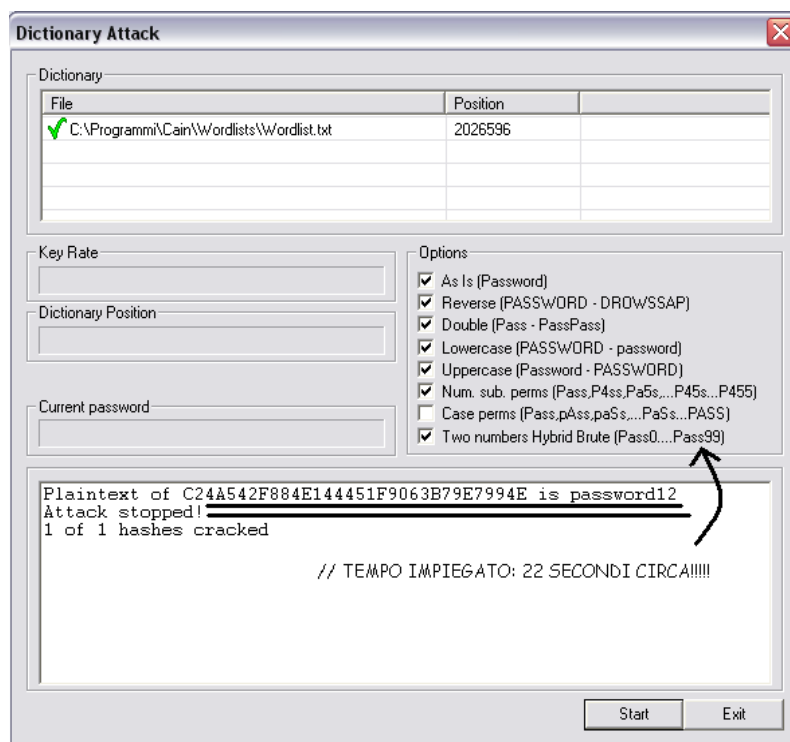 Dictionary Attack
Dictionary
File Position
C:\Programmi\Cain\Wordlists\Wordlist.txt 2026596
Key Rate
Dictionary Position
Current password
Options
As Is (Password)
Reverse (PASSWORD - DROWSSAP)
Double (Pass - PassPass)
Lowercase (PASSWORD - password)
Uppercase (Password - PASSWORD)
Num. sub. perms (Pass,P4ss,Pa5s,...P45s...P455)
Case perms (Pass,pAss,paSs,...PaSs...PASS)
Two numbers Hybrid Brute (Pass0....Pass99)
Plaintext of C24A542F884E144451F9063B79E7994E is password12
Attack stopped!
1 of 1 hashes cracked
// TEMPO IMPIEGATO: 22 SECONDI CIRCA!!!!!
Start Exit